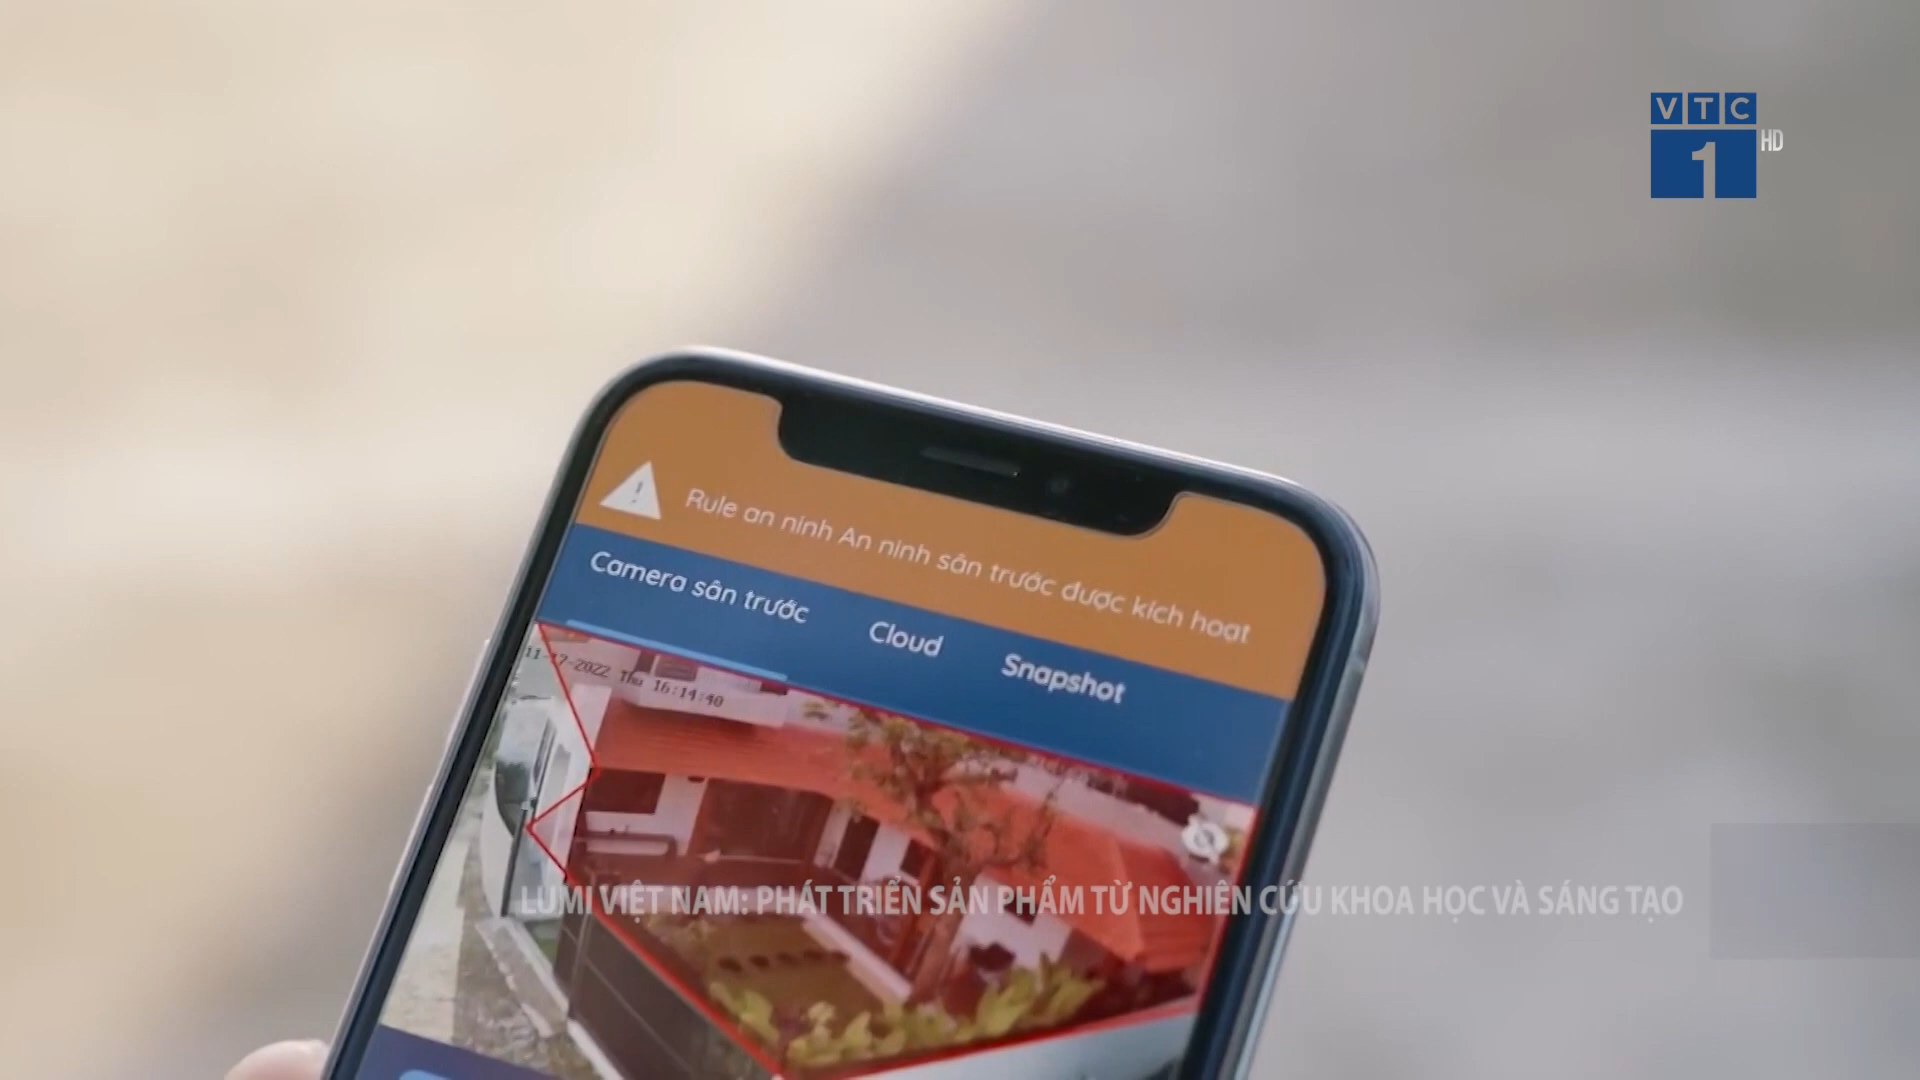 VTC
1
HD
Rule an ninh An ninh sân trước được kích hoạt
Camera sân trước
Cloud
Snapshot
11-17-2022 Thu 16:14:40
LUMI VIỆT NAM: PHÁT TRIỂN SẢN PHẨM TỪ NGHIÊN CỨU KHOA HỌC VÀ SÁNG TẠO